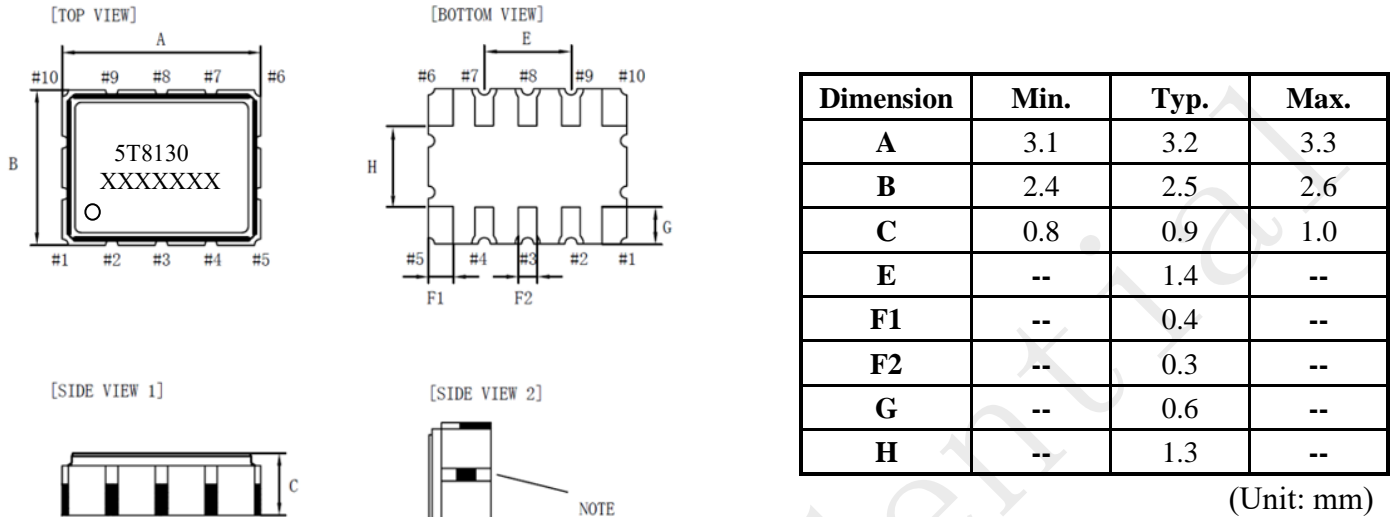 [TOP VIEW]
A
#10 #9 #8 #7 #6
B
5T8130
XXXXXXX
#1 #2 #3 #4 #5
[BOTTOM VIEW]
E
#6 #7 #8 #9 #10
H
G
#5 #4 #3 #2 #1
F1 F2
[SIDE VIEW 1]
C
[SIDE VIEW 2]
NOTE
Dimension Min. Typ. Max.
A 3.1 3.2 3.3
B 2.4 2.5 2.6
C 0.8 0.9 1.0
E -- 1.4 --
F1 -- 0.4 --
F2 -- 0.3 --
G -- 0.6 --
H -- 1.3 --
(Unit: mm)